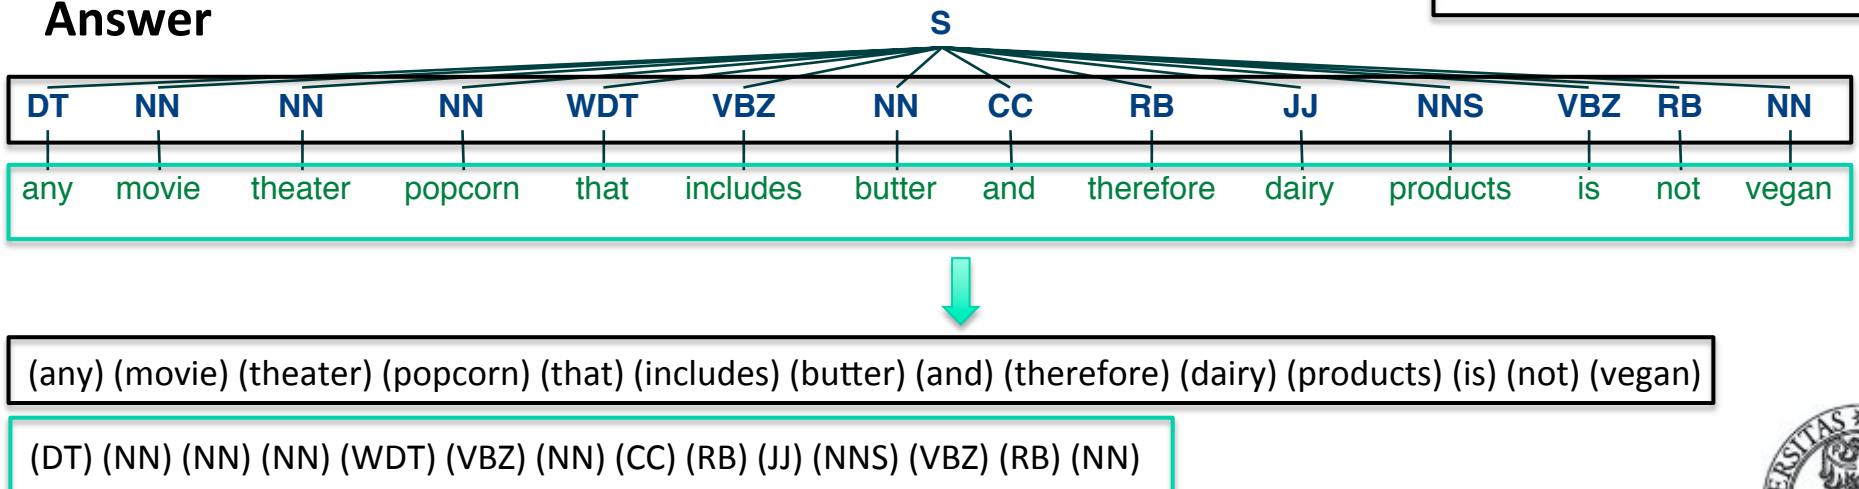 Answer
S
DT NN NN NN WDT VBZ NN CC RB JJ NNS VBZ RB NN
any movie theater popcorn that includes butter and therefore dairy products is not vegan
(any) (movie) (theater) (popcorn) (that) (includes) (butter) (and) (therefore) (dairy) (products) (is) (not) (vegan)
(DT) (NN) (NN) (NN) (WDT) (VBZ) (NN) (CC) (RB) (JJ) (NNS) (VBZ) (RB) (NN)